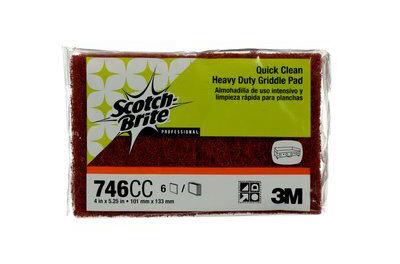 Quick Clean
Heavy Duty Griddle Pad
Almohadilla de uso intensivo y
limpieza rápida para planchas
Scotch-
Brite
PROFESSIONAL
746CC 6 /
4 in x 5.25 in • 101 mm x 133 mm
3M